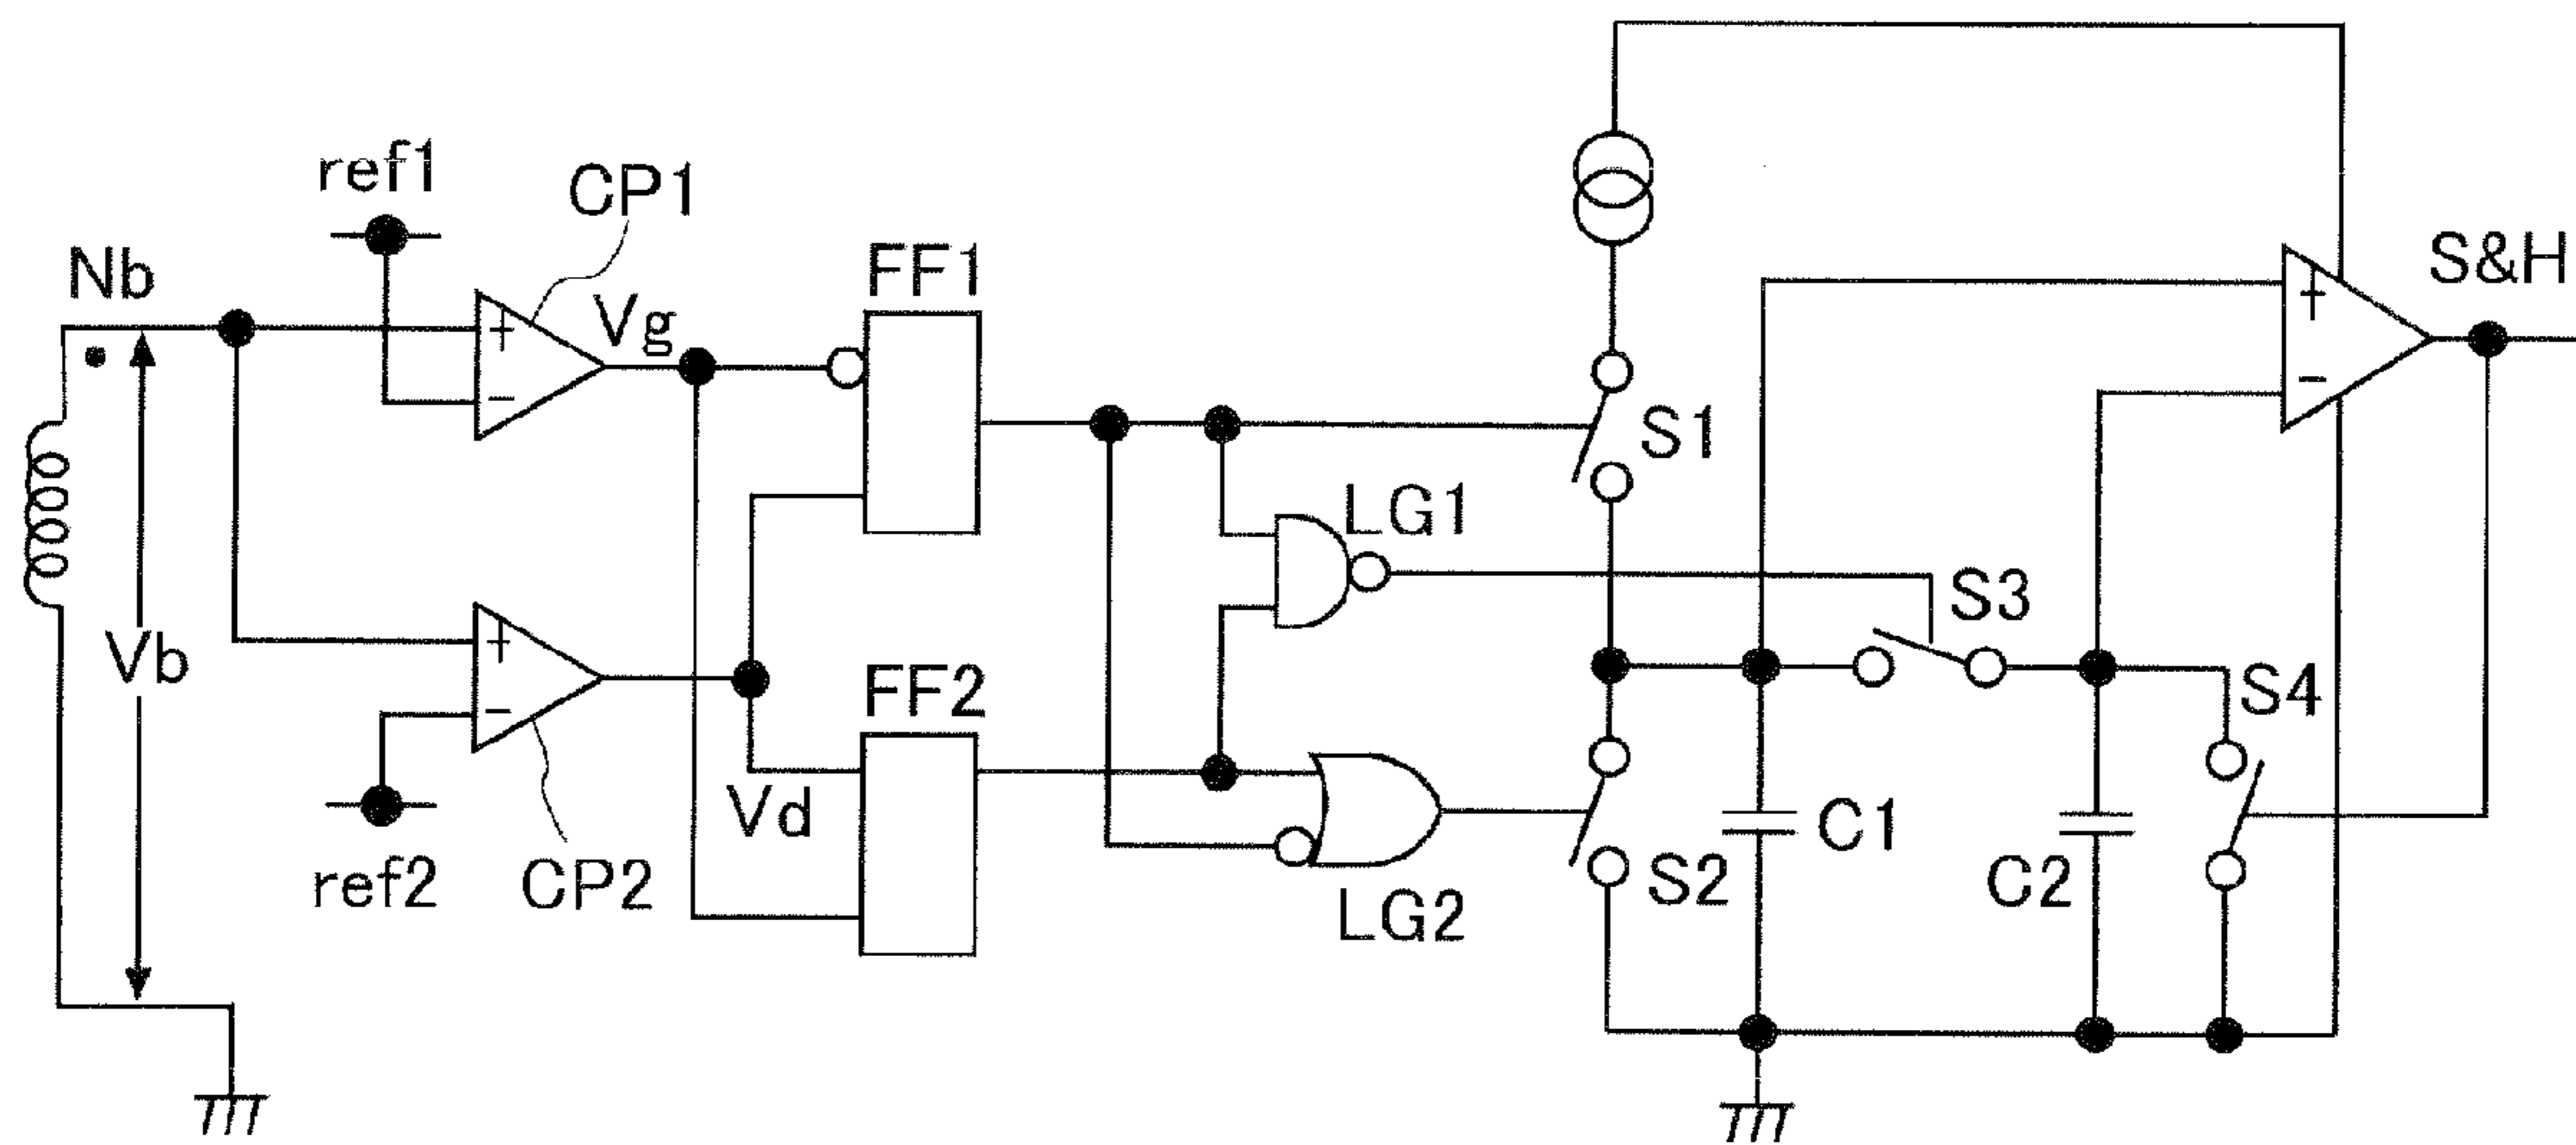 ref1
CP1
S&H
Nb
FF1
Vg
+
-
+
-
S1
LG1
S3
Vb
+
-
FF2
S4
Vd
C1
ref2
CP2
S2
C2
LG2